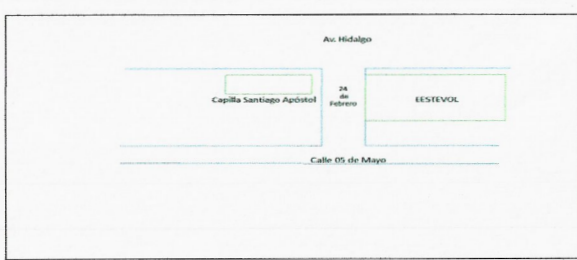 Av. Hidalgo
24
de
Febrero
Capilla Santiago Apóstol
EESTEVOL
Calle 05 de Mayo